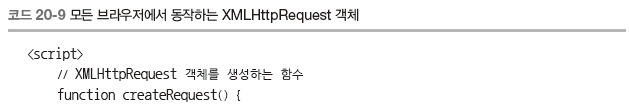 코드 20-9 모든 브라우저에서 동작하는 XMLHttpRequest 객체
<script>
// XMLHttpRequest 객체를 생성하는 함수
function createRequest() {